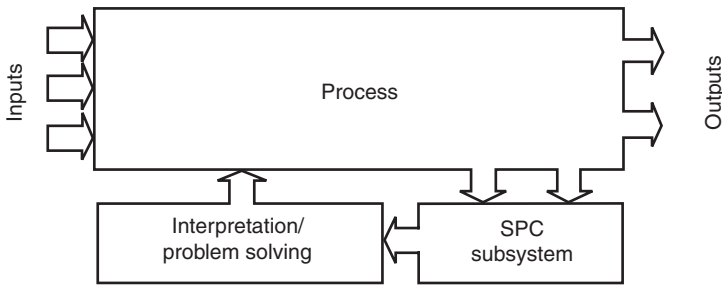 Inputs
Process
Outputs
Interpretation/
problem solving
SPC
subsystem